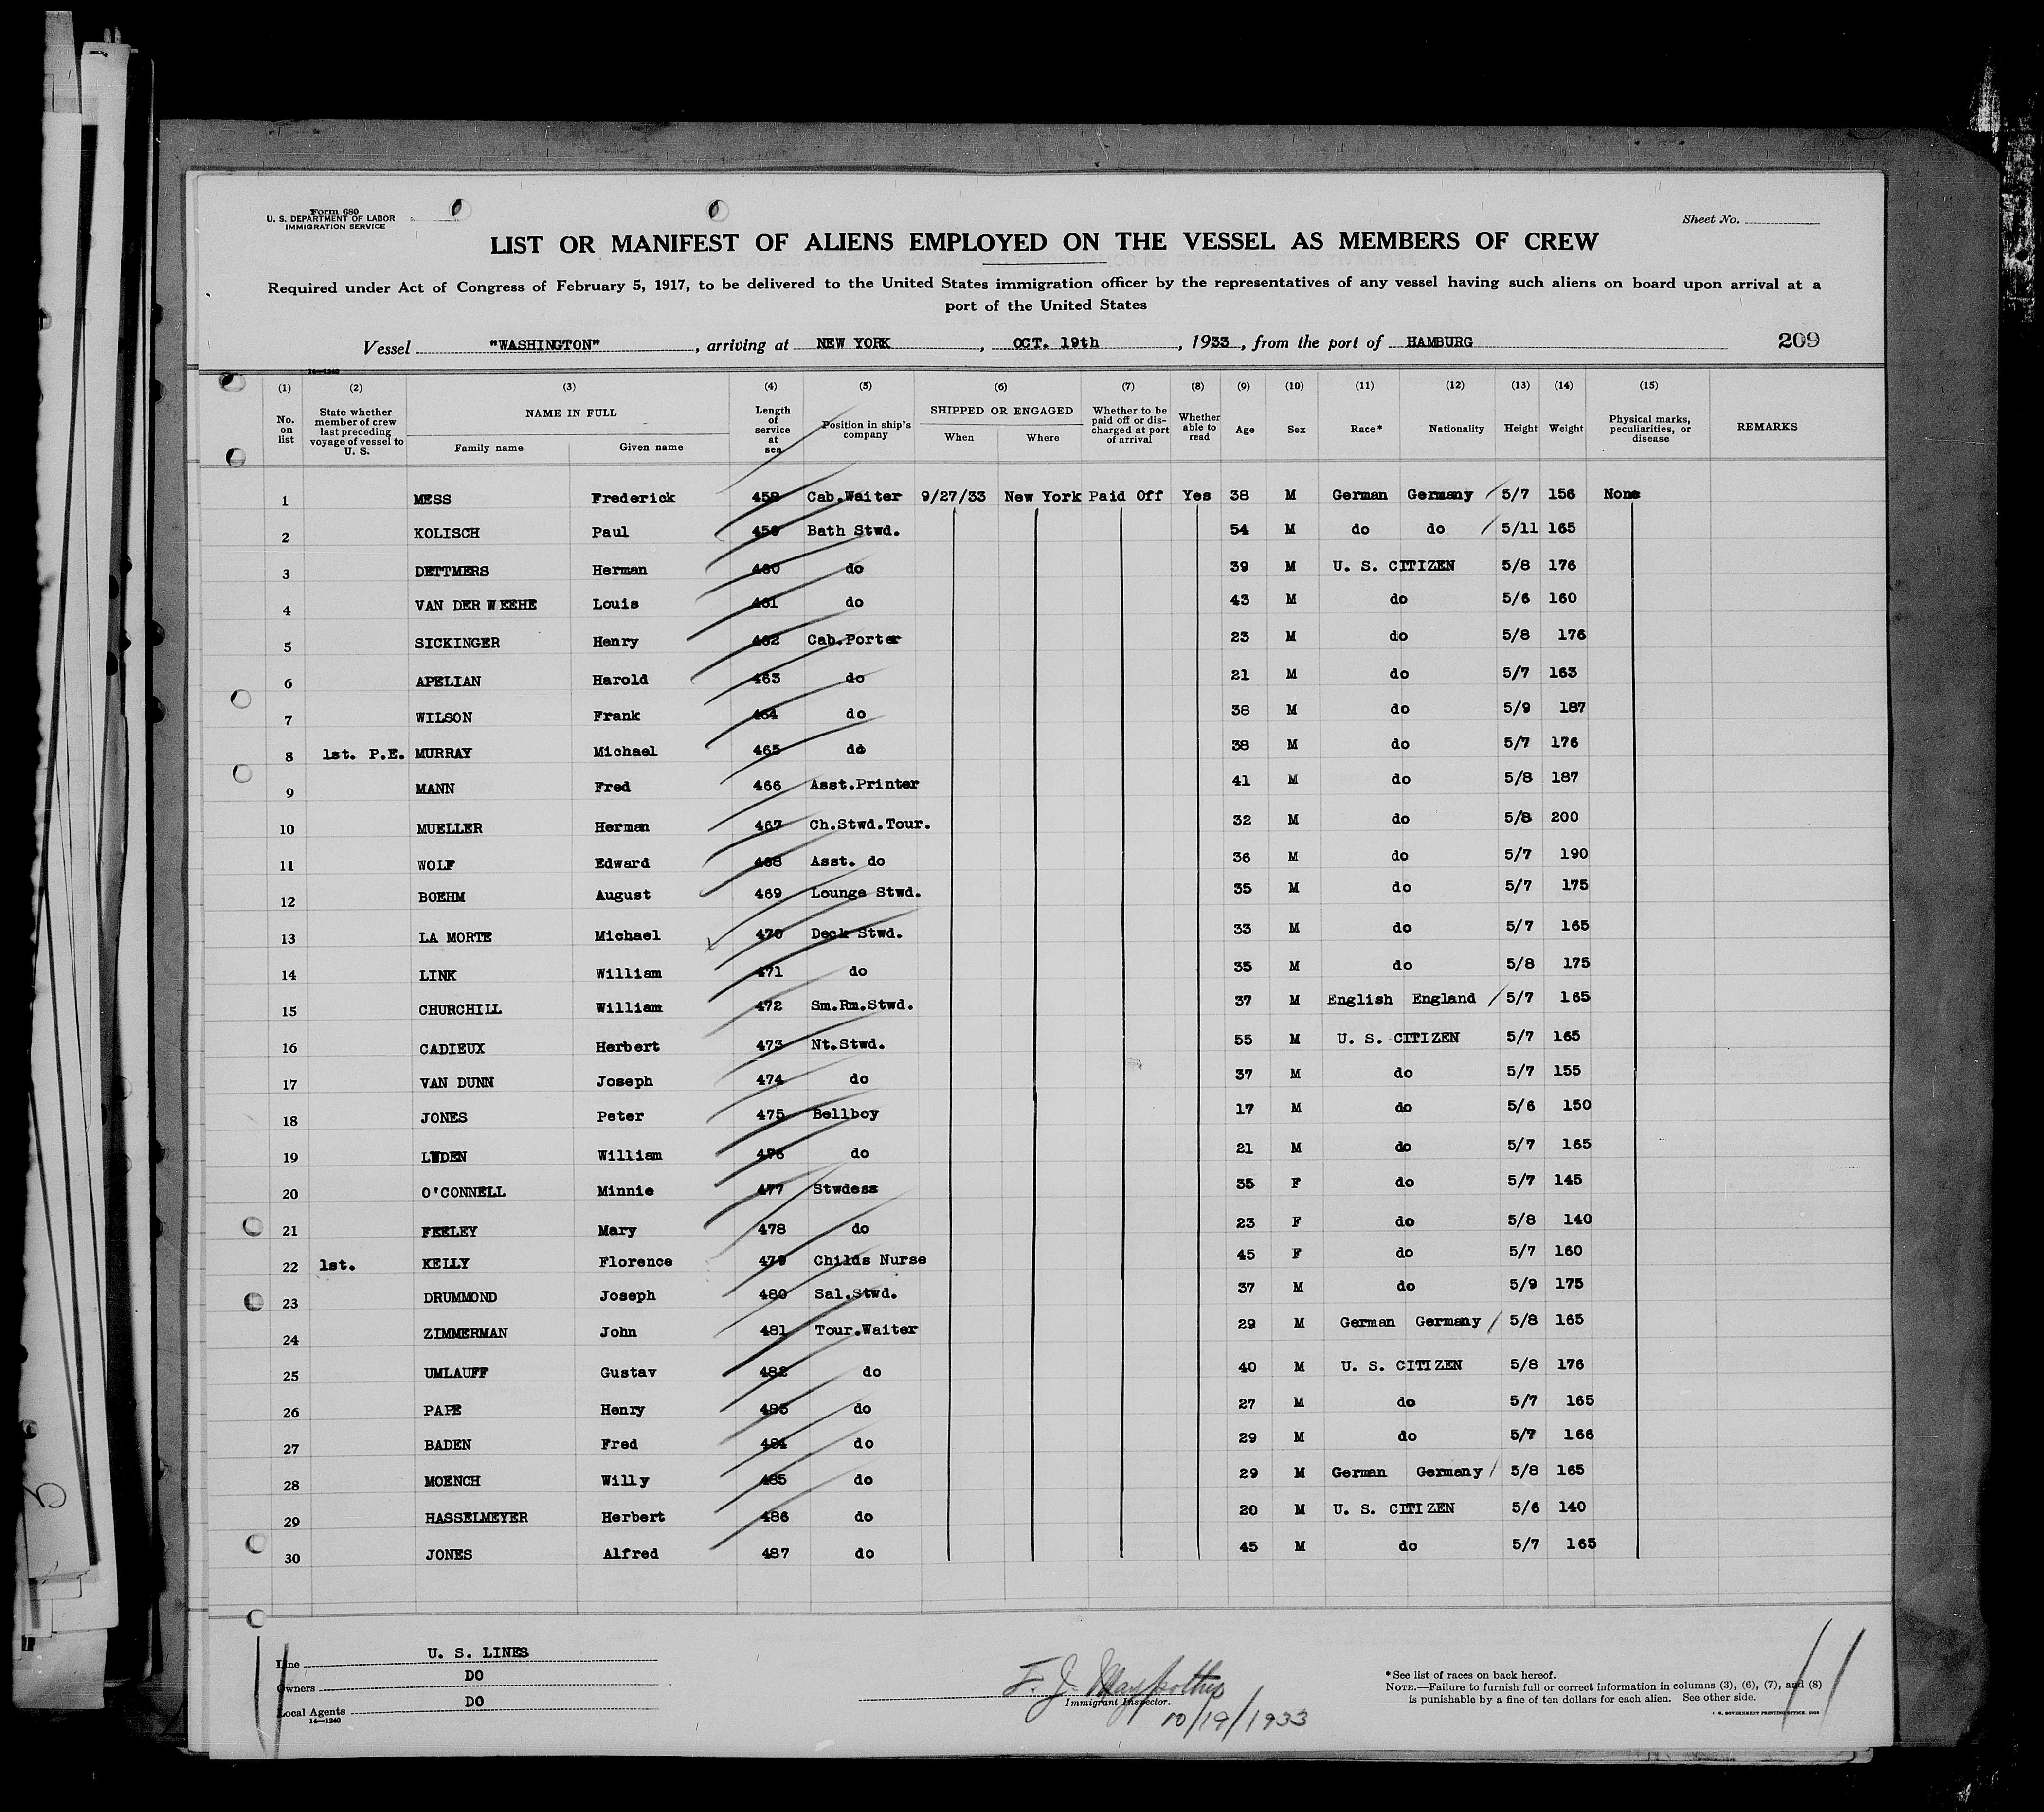 Form 680
U. S. DEPARTMENT OF LABOR
IMMIGRATION SERVICE
Sheet No.
LIST OR MANIFEST OF ALIENS EMPLOYED ON THE VESSEL AS MEMBERS OF CREW
Required under Act of Congress of February 5, 1917, to be delivered to the United States immigration officer by the representatives of any vessel having such aliens on board upon arrival at a
port of the United States
Vessel "WASHINGTON", arriving at NEW YORK, OCT. 19th, 1933, from the port of HAMBURG 209
14—1240
(1) (2) (3) (4) (5) (6) (7) (8) (9) (10) (11) (12) (13) (14) (15)
No. on list State whether member of crew last preceding voyage of vessel to U. S. NAME IN FULL Family name Given name Length of service at sea Position in ship's company SHIPPED OR ENGAGED When Where Whether to be paid off or discharged at port of arrival Whether able to read Age Sex Race* Nationality Height Weight Physical marks, peculiarities, or disease REMARKS
1 MESS Frederick 458 Cab.Waiter 9/27/33 New York Paid Off Yes 38 M German Germany 5/7 156 None
2 KOLISCH Paul 459 Bath Stwd. 54 M do do 5/11 165
3 DETTMERS Herman 460 do 39 M U. S. CITIZEN 5/8 176
4 VAN DER WEEHE Louis 461 do 43 M do 5/6 160
5 SICKINGER Henry 462 Cab.Porter 23 M do 5/8 176
6 APELIAN Harold 463 do 21 M do 5/7 163
7 WILSON Frank 464 do 38 M do 5/9 187
8 1st. P.E. MURRAY Michael 465 do 38 M do 5/7 176
9 MANN Fred 466 Asst.Printer 41 M do 5/8 187
10 MUELLER Herman 467 Ch.Stwd.Tour. 32 M do 5/8 200
11 WOLF Edward 468 Asst. do 36 M do 5/7 190
12 BOEHM August 469 Lounge Stwd. 35 M do 5/7 175
13 LA MORTE Michael 470 Deck Stwd. 33 M do 5/7 165
14 LINK William 471 do 35 M do 5/8 175
15 CHURCHILL William 472 Sm.Rm.Stwd. 37 M English England 5/7 165
16 CADIEUX Herbert 473 Nt.Stwd. 55 M U. S. CITIZEN 5/7 165
17 VAN DUNN Joseph 474 do 37 M do 5/7 155
18 JONES Peter 475 Bellboy 17 M do 5/6 150
19 LUDEN William 476 do 21 M do 5/7 165
20 O'CONNELL Minnie 477 Stwdess 35 F do 5/7 145
21 FEELEY Mary 478 do 23 F do 5/8 140
22 1st. KELLY Florence 479 Childs Nurse 45 F do 5/7 160
23 DRUMMOND Joseph 480 Sal.Stwd. 37 M do 5/9 175
24 ZIMMERMAN John 481 Tour.Waiter 29 M German Germany 5/8 165
25 UMLAUFF Gustav 482 do 40 M U. S. CITIZEN 5/8 176
26 PAPE Henry 483 do 27 M do 5/7 165
27 BADEN Fred 484 do 29 M do 5/7 166
28 MOENCH Willy 485 do 29 M German Germany 5/8 165
29 HASSELMEYER Herbert 486 do 20 M U. S. CITIZEN 5/6 140
30 JONES Alfred 487 do 45 M do 5/7 165
Line U. S. LINES
Owners DO
Local Agents DO
14—1240
F. J.
Immigrant Inspector.
10/19/1933
*See list of races on back hereof.
NOTE.—Failure to furnish full or correct information in columns (3), (6), (7), and (8)
is punishable by a fine of ten dollars for each alien. See other side.
U. S. GOVERNMENT PRINTING OFFICE